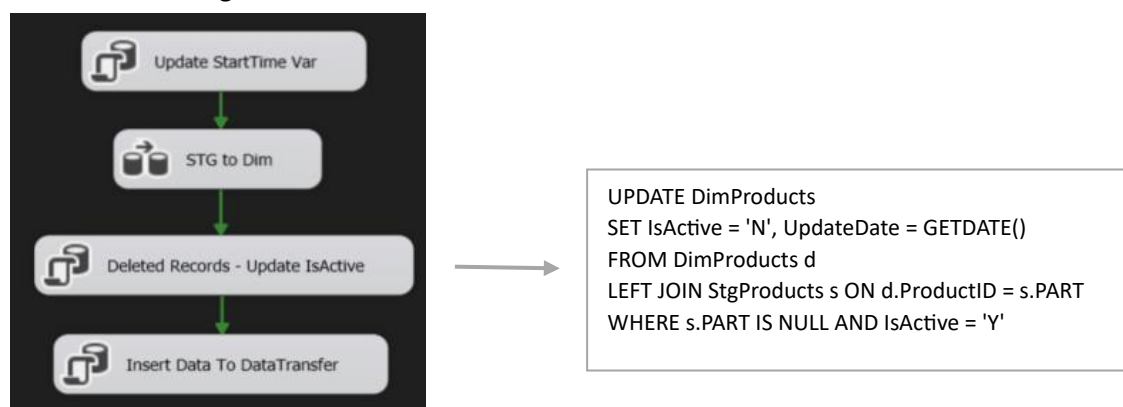 Update StartTime Var
STG to Dim
Deleted Records - Update IsActive
Insert Data To DataTransfer
UPDATE DimProducts
SET IsActive = 'N', UpdateDate = GETDATE()
FROM DimProducts d
LEFT JOIN StgProducts s ON d.ProductID = s.PART
WHERE s.PART IS NULL AND IsActive = 'Y'